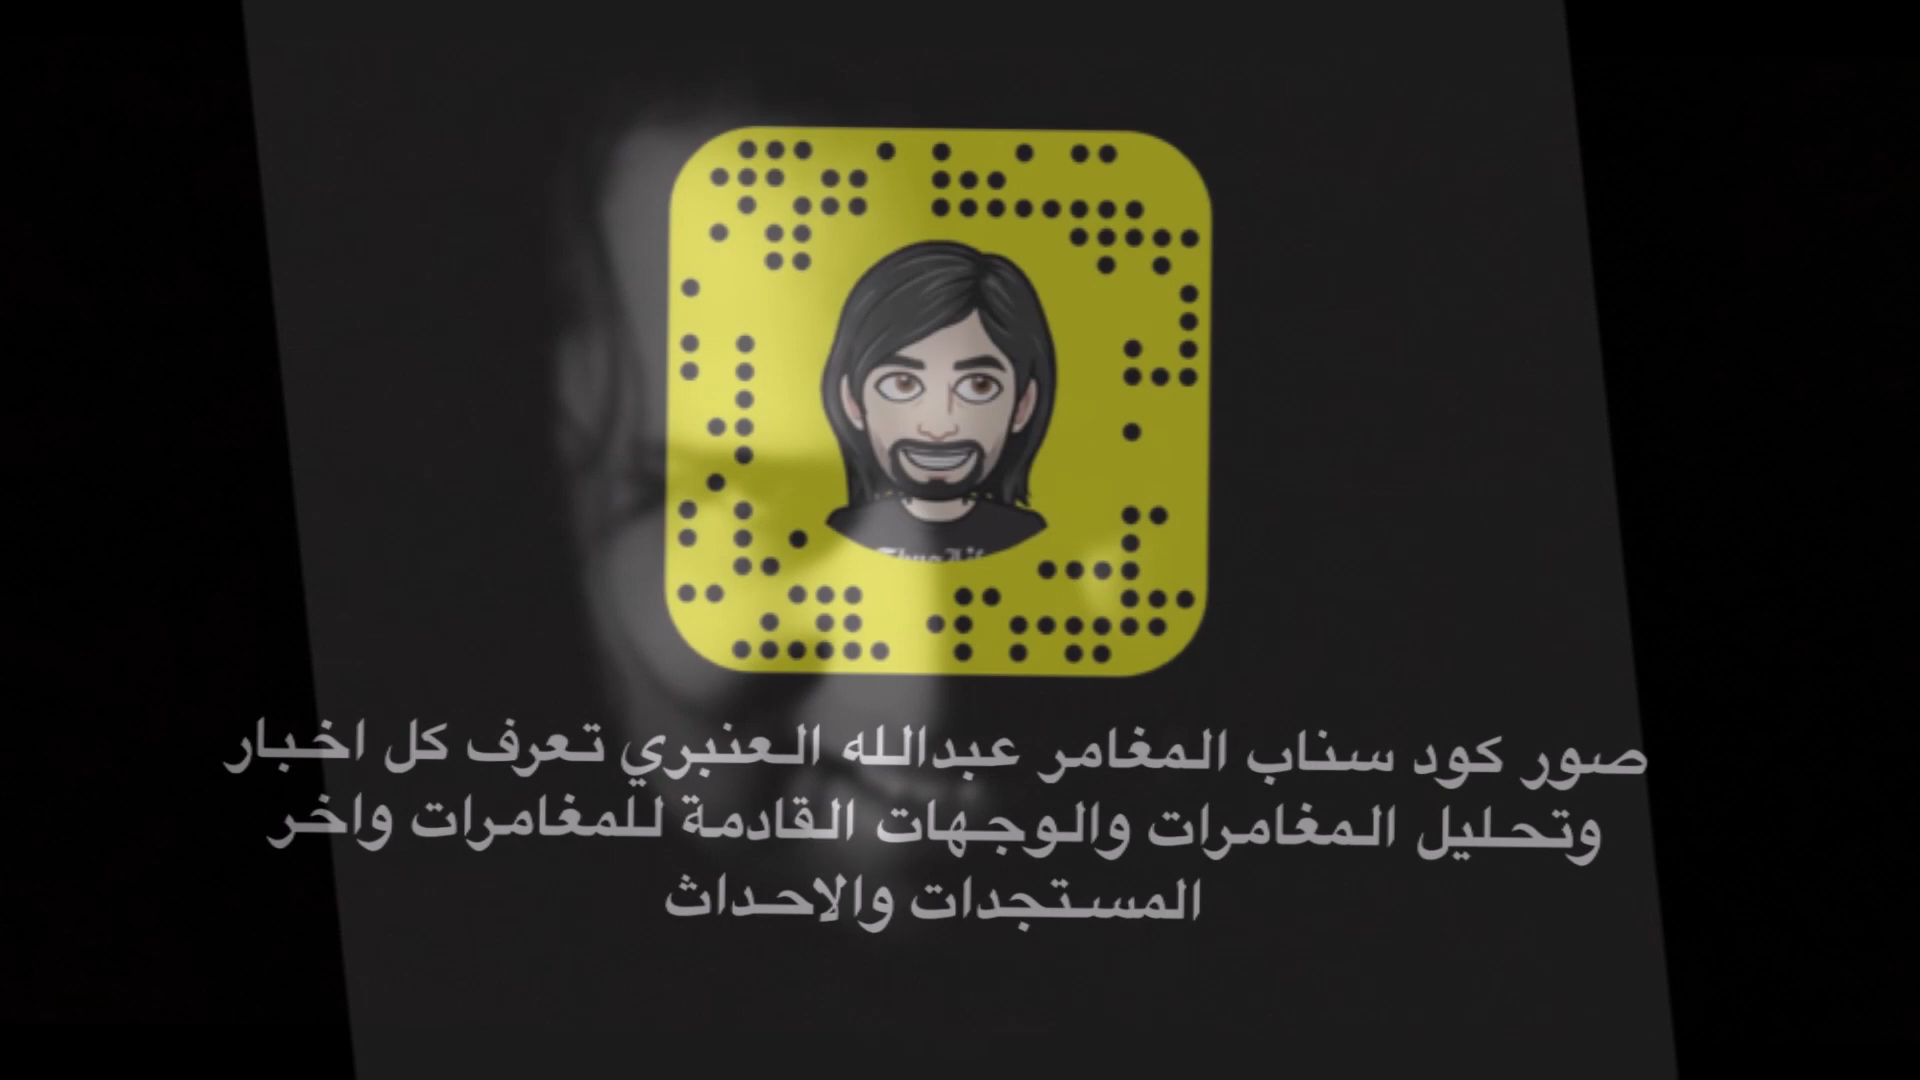 صور كود سناب المغامر عبدالله العنبري تعرف كل اخبار
وتحليل المغامرات والوجهات القادمة للمغامرات واخر
المستجدات والاحداث